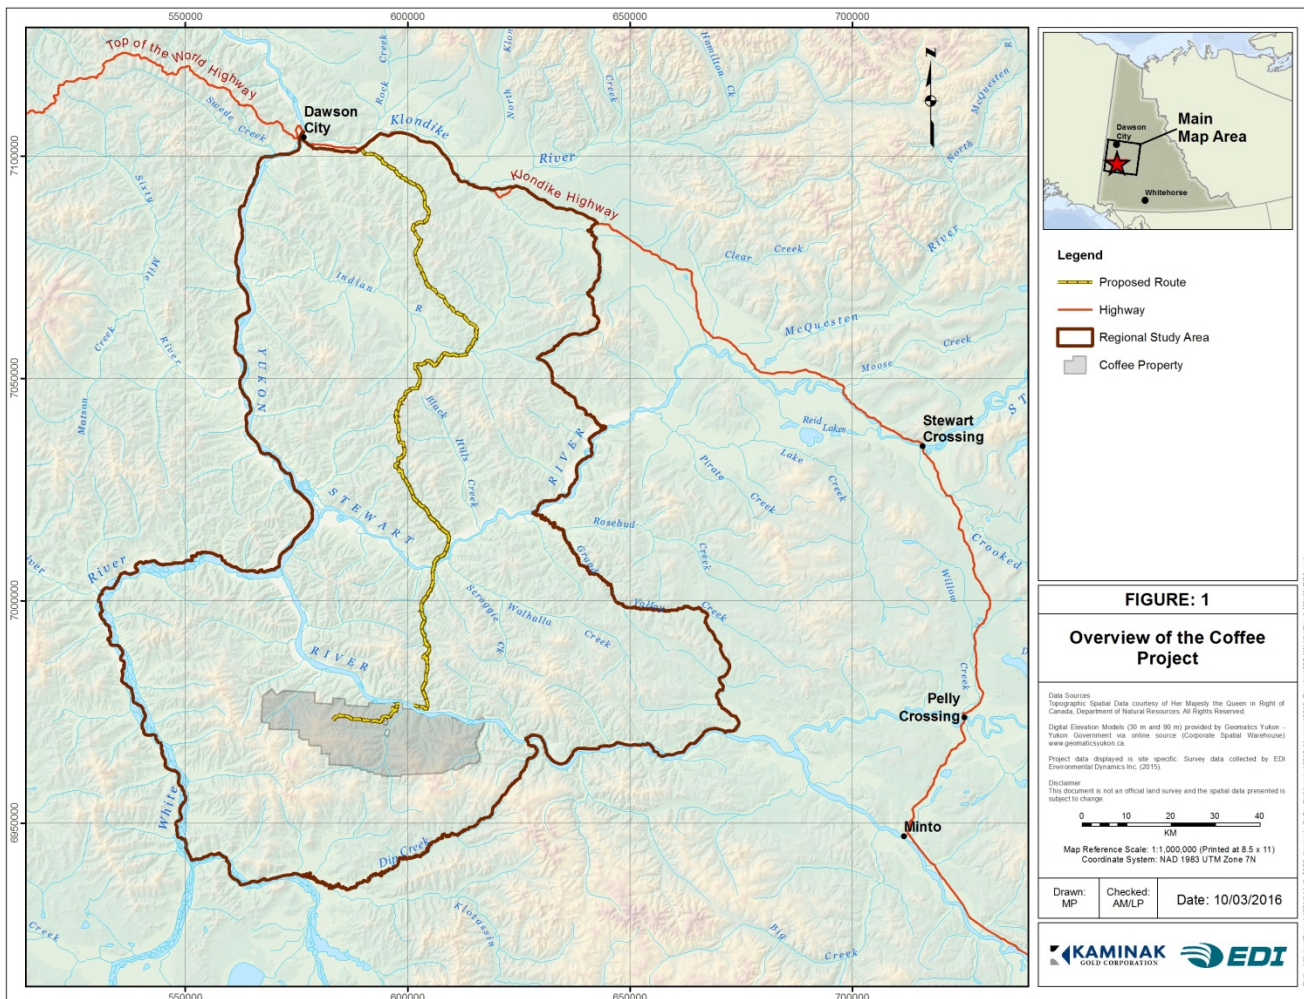 550000
600000
650000
700000
7100000
7050000
7000000
6950000
Top of the World Highway
Swede Creek
Dawson
City
Rock Creek
Klondike
River
North
Klon
Creek
Hamilton
Ck
McQuesten
R
North
River
Klondike Highway
Sixty
Mile
River
Matson
Creek
Indian
R
YUKON
Clear
Creek
McQuesten
Moose
Creek
Black
Hills
Creek
RIVER
Reid
Lakes
Stewart
Crossing
ST
Lake
Creek
Pirate
Creek
STEWART
Rosebud
Creek
Grand
Valley
Creek
Crooked
Willow
Creek
River
iver
Scroggie
Ck
Walhalla
Creek
RIVER
Pelly
Crossing
White
Dip Creek
Minto
Klotassin
Big
Creek
Creek
550000
600000
650000
700000
Dawson
City
Main
Map Area
Whitehorse
Legend
Proposed Route
Highway
Regional Study Area
Coffee Property
FIGURE: 1
Overview of the Coffee
Project
Data Sources
Topographic Spatial Data courtesy of Her Majesty the Queen in Right of
Canada, Department of Natural Resources. All Rights Reserved.
Digital Elevation Models (30 m and 90 m) provided by Geomatics Yukon -
Yukon Government via online source (Corporate Spatial Warehouse)
www.geomaticsyukon.ca.
Project data displayed is site specific. Survey data collected by EDI
Environmental Dynamics Inc. (2015).
Disclaimer
This document is not an official land survey and the spatial data presented is
subject to change.
0 10 20 30 40
KM
Map Reference Scale: 1:1,000,000 (Printed at 8.5 x 11)
Coordinate System: NAD 1983 UTM Zone 7N
Drawn:
MP
Checked:
AM/LP
Date: 10/03/2016
KAMINAK
GOLD CORPORATION
EDI